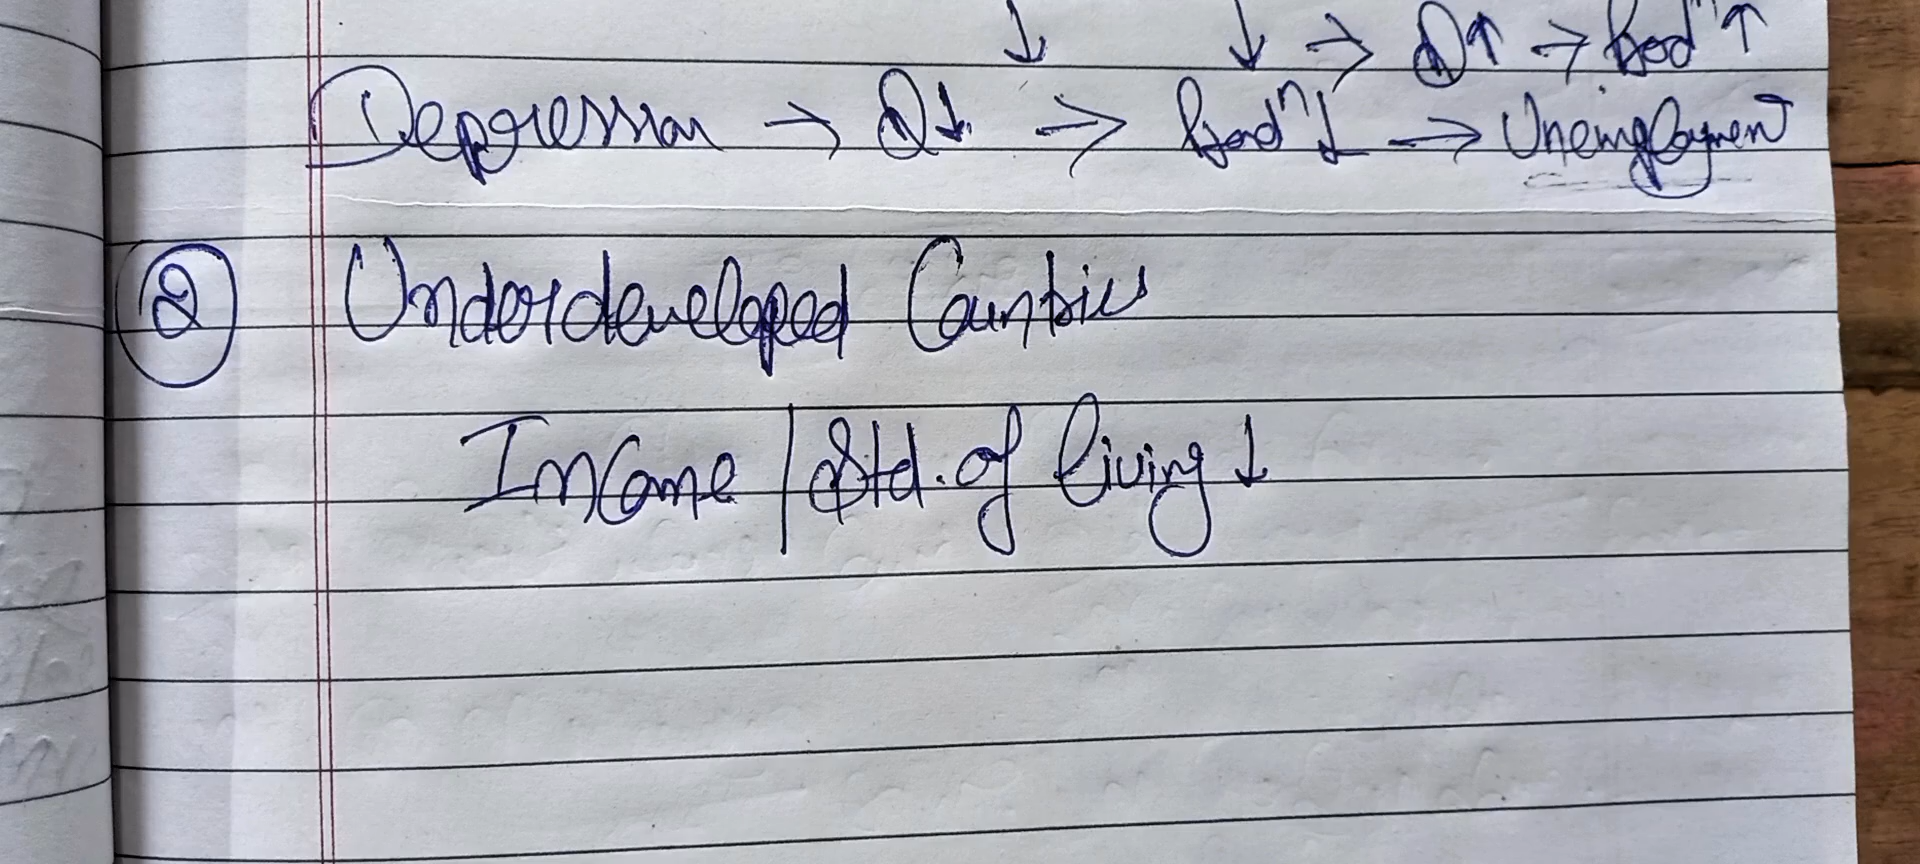 ↓ ↓ → D↑ → Prodⁿ ↑
Depression → D↓ → Prodⁿ↓ → Unemployment
② Underdeveloped Countries
Income / Std. of living ↓